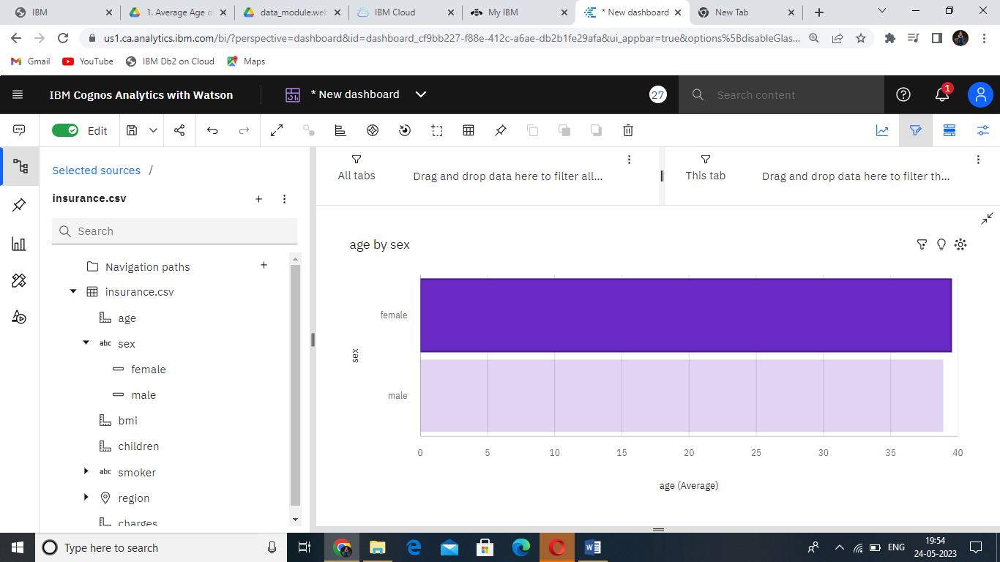 IBM
1. Average Age o
data_module.web
IBM Cloud
My IBM
* New dashboard
New Tab
us1.ca.analytics.ibm.com/bi/?perspective=dashboard&id=dashboard_cf9bb227-f88e-412c-a6ae-db2b1fe29afa&ui_appbar=true&options%5BdisableGlas...
Gmail
YouTube
IBM Db2 on Cloud
Maps
IBM Cognos Analytics with Watson
* New dashboard
27
Search content
1
Edit
Selected sources /
All tabs
Drag and drop data here to filter all...
This tab
Drag and drop data here to filter th...
insurance.csv
Search
Navigation paths
insurance.csv
age
abc sex
female
male
bmi
children
abc smoker
region
charges
age by sex
female
male
sex
0 5 10 15 20 25 30 35 40
age (Average)
Type here to search
ENG
19:54
24-05-2023